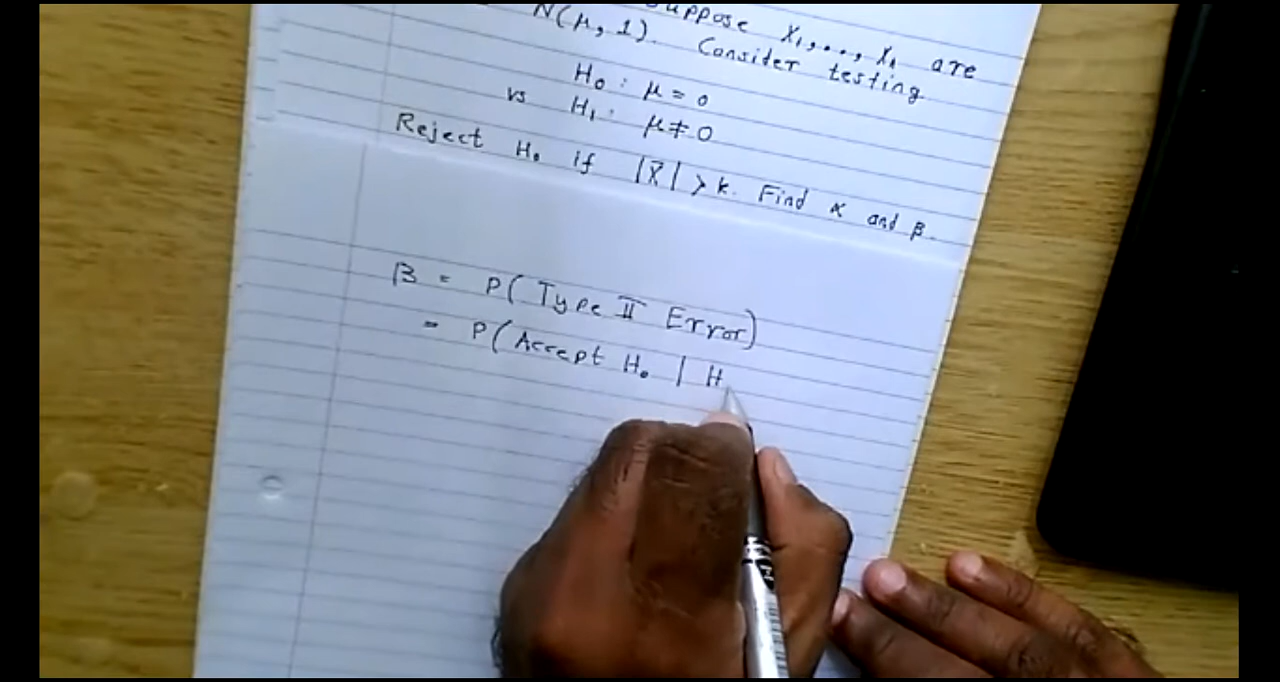 Suppose X₁,..., Xₙ are
N(μ, 1). Consider testing
H₀ : μ = 0
vs H₁ : μ ≠ 0
Reject H₀ if |X̄| > k. Find α and β.
β = P(Type II Error)
= P(Accept H₀ | H